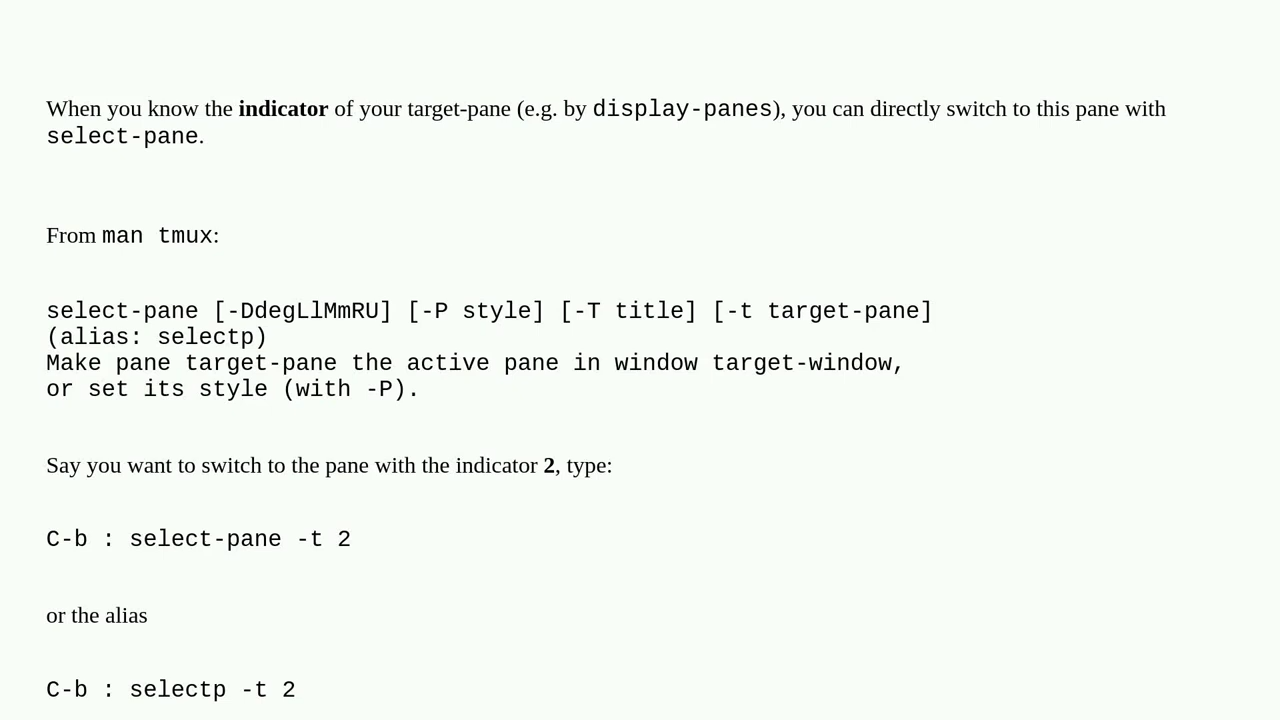 When you know the indicator of your target-pane (e.g. by display-panes), you can directly switch to this pane with
select-pane.
From man tmux:
select-pane [-DdegLlMmRU] [-P style] [-T title] [-t target-pane]
(alias: selectp)
Make pane target-pane the active pane in window target-window,
or set its style (with -P).
Say you want to switch to the pane with the indicator 2, type:
C-b : select-pane -t 2
or the alias
C-b : selectp -t 2